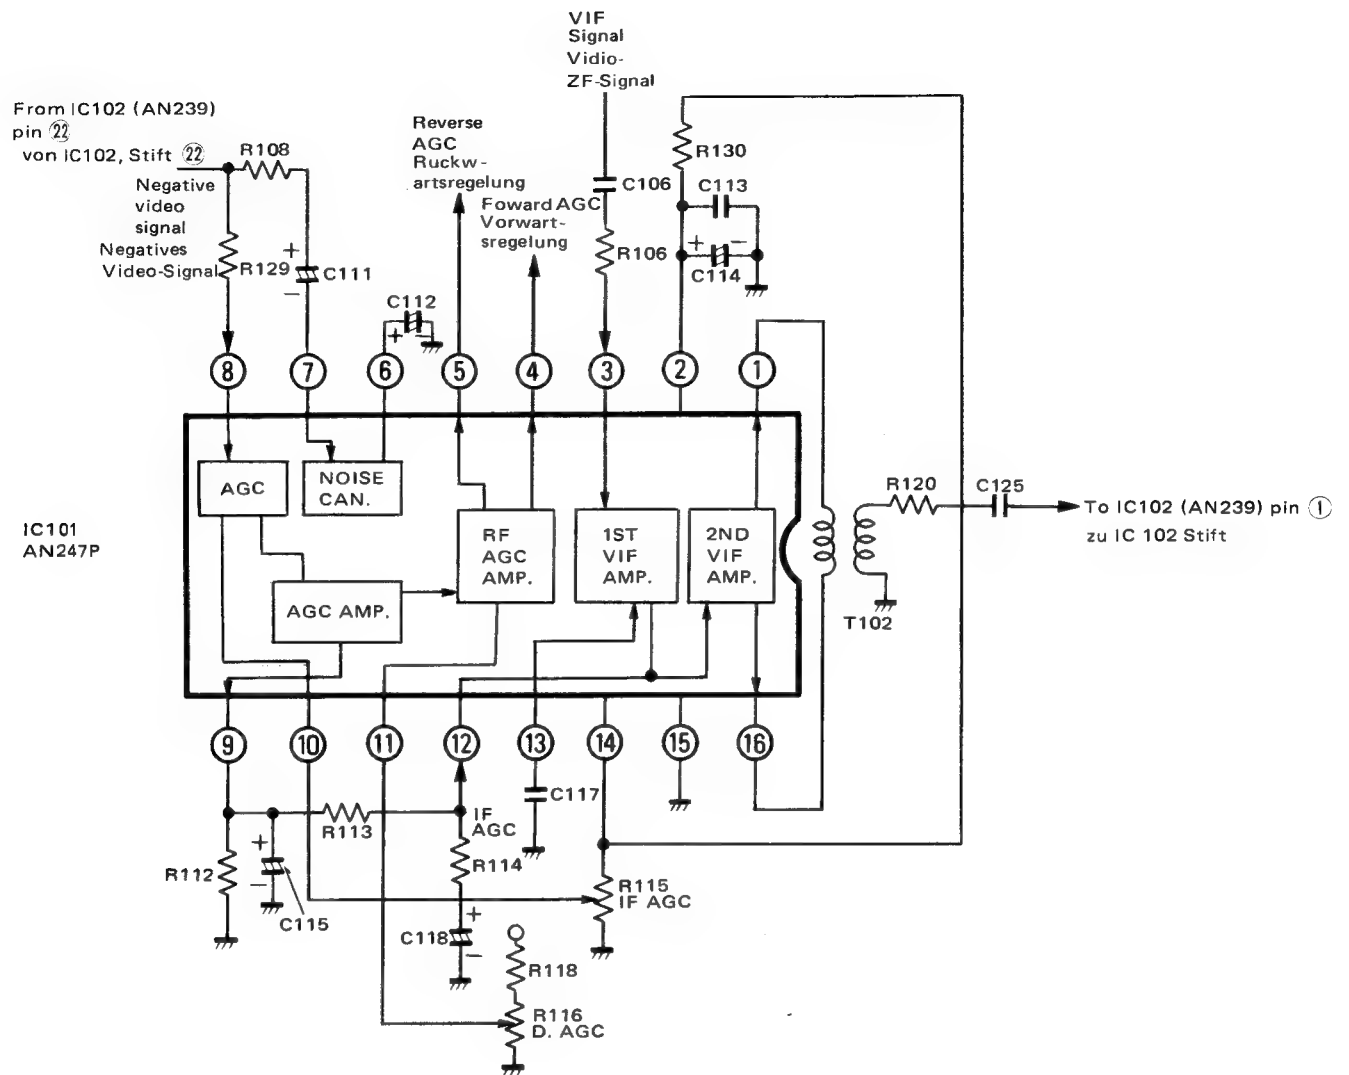 VIF
Signal
Vidio-
ZF-Signal
From IC102 (AN239)
pin 22
von IC102, Stift 22
R108
Negative
video
signal
Negatives
Video-Signal
R129
+
C111
−
Reverse
AGC
Ruckw-
artsregelung
Foward AGC
Vorwart-
sregelung
C106
R106
R130
C113
+ −
C114
C112
+ −
8
7
6
5
4
3
2
1
AGC
NOISE
CAN.
RF
AGC
AMP.
1ST
VIF
AMP.
2ND
VIF
AMP.
AGC AMP.
IC101
AN247P
R120
C125
To IC102 (AN239) pin 1
zu IC 102 Stift
T102
9
10
11
12
13
14
15
16
R113
IF
AGC
C117
R112
+
−
C115
R114
R115
IF AGC
+
C118
−
R118
R116
D. AGC